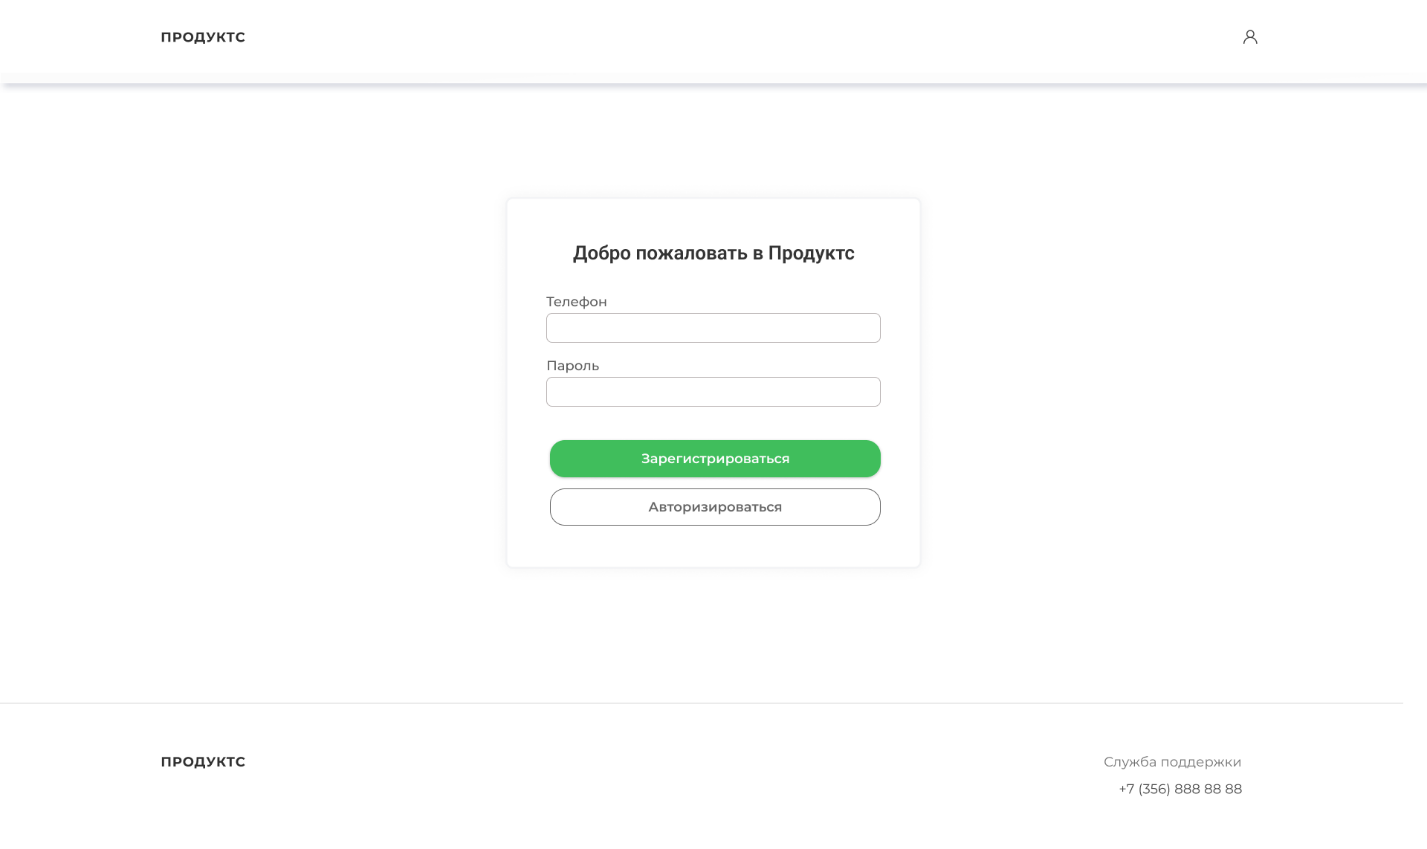 ПРОДУКТС
Добро пожаловать в Продуктс
Телефон
Пароль
Зарегистрироваться
Авторизироваться
ПРОДУКТС
Служба поддержки
+7 (356) 888 88 88